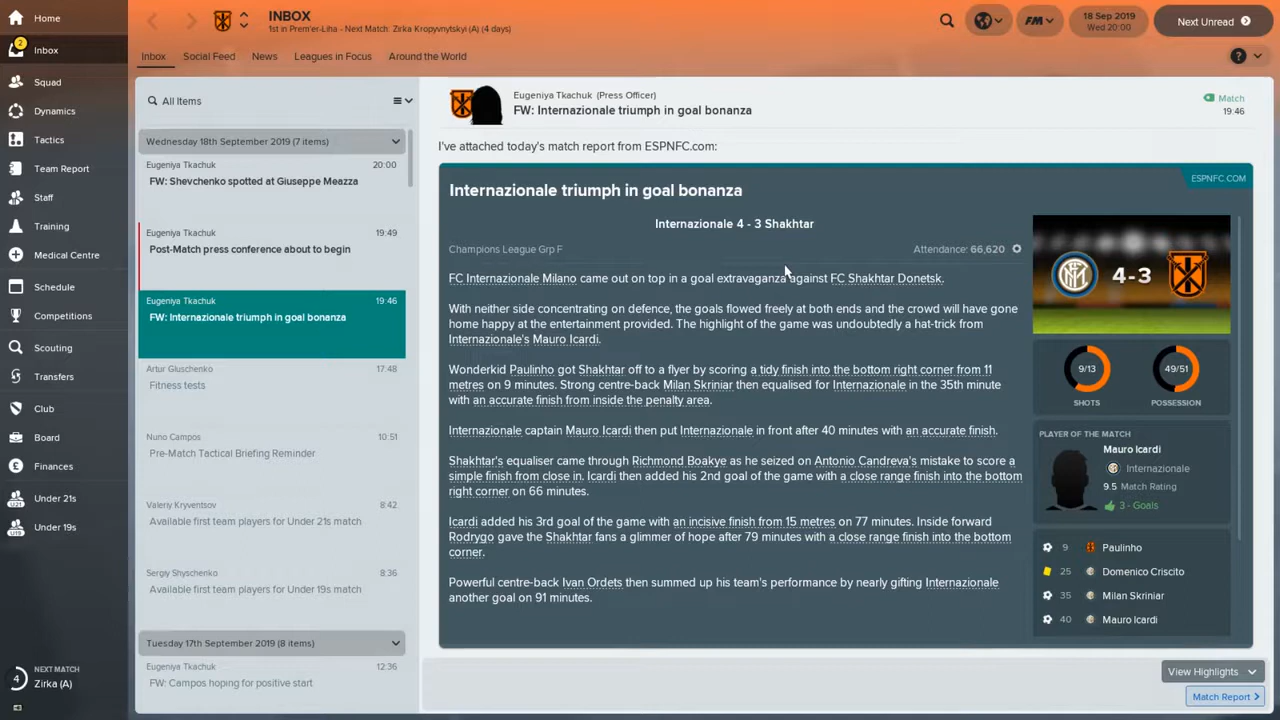 Home
2
Inbox
Squad
Dynamics
Tactics
Team Report
Staff
Training
Medical Centre
Schedule
Competitions
Scouting
Transfers
Club
Board
Finances
U21
Under 21s
U19
Under 19s
4
NEXT MATCH
Zirka (A)
INBOX
1st in Prem'er-Liha - Next Match: Zirka Kropyvnytskyi (A) (4 days)
FM
18 Sep 2019
Wed 20:00
Next Unread
Inbox
Social Feed
News
Leagues in Focus
Around the World
?
All Items
Wednesday 18th September 2019 (7 items)
Eugeniya Tkachuk 20:00
FW: Shevchenko spotted at Giuseppe Meazza
Eugeniya Tkachuk 19:49
Post-Match press conference about to begin
Eugeniya Tkachuk 19:46
FW: Internazionale triumph in goal bonanza
Artur Gluschenko 17:48
Fitness tests
Nuno Campos 10:51
Pre-Match Tactical Briefing Reminder
Valeriy Kryventsov 8:42
Available first team players for Under 21s match
Sergiy Shyschenko 8:36
Available first team players for Under 19s match
Tuesday 17th September 2019 (8 items)
Eugeniya Tkachuk 12:36
FW: Campos hoping for positive start
Eugeniya Tkachuk (Press Officer)
FW: Internazionale triumph in goal bonanza
Match
19:46
I've attached today's match report from ESPNFC.com:
ESPNFC.COM
Internazionale triumph in goal bonanza
Internazionale 4 - 3 Shakhtar
Champions League Grp F
Attendance: 66,620
FC Internazionale Milano came out on top in a goal extravaganza against FC Shakhtar Donetsk.
With neither side concentrating on defence, the goals flowed freely at both ends and the crowd will have gone
home happy at the entertainment provided. The highlight of the game was undoubtedly a hat-trick from
Internazionale's Mauro Icardi.
Wonderkid Paulinho got Shakhtar off to a flyer by scoring a tidy finish into the bottom right corner from 11
metres on 9 minutes. Strong centre-back Milan Skriniar then equalised for Internazionale in the 35th minute
with an accurate finish from inside the penalty area.
Internazionale captain Mauro Icardi then put Internazionale in front after 40 minutes with an accurate finish.
Shakhtar's equaliser came through Richmond Boakye as he seized on Antonio Candreva's mistake to score a
simple finish from close in. Icardi then added his 2nd goal of the game with a close range finish into the bottom
right corner on 66 minutes.
Icardi added his 3rd goal of the game with an incisive finish from 15 metres on 77 minutes. Inside forward
Rodrygo gave the Shakhtar fans a glimmer of hope after 79 minutes with a close range finish into the bottom
corner.
Powerful centre-back Ivan Ordets then summed up his team's performance by nearly gifting Internazionale
another goal on 91 minutes.
4-3
9/13
SHOTS
49/51
POSSESSION
PLAYER OF THE MATCH
Mauro Icardi
Internazionale
9.5 Match Rating
3 - Goals
9 Paulinho
25 Domenico Criscito
35 Milan Skriniar
40 Mauro Icardi
View Highlights
Match Report